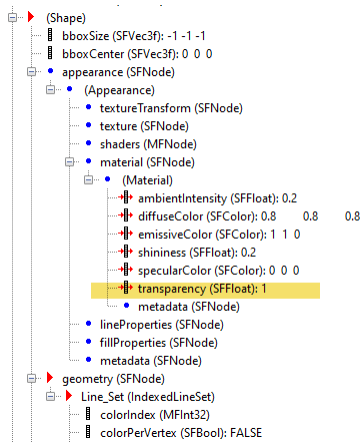 (Shape)
bboxSize (SFVec3f): -1 -1 -1
bboxCenter (SFVec3f): 0 0 0
appearance (SFNode)
(Appearance)
textureTransform (SFNode)
texture (SFNode)
shaders (MFNode)
material (SFNode)
(Material)
ambientIntensity (SFFloat): 0.2
diffuseColor (SFColor): 0.8 0.8 0.8
emissiveColor (SFColor): 1 1 0
shininess (SFFloat): 0.2
specularColor (SFColor): 0 0 0
transparency (SFFloat): 1
metadata (SFNode)
lineProperties (SFNode)
fillProperties (SFNode)
metadata (SFNode)
geometry (SFNode)
Line_Set (IndexedLineSet)
colorIndex (MFInt32)
colorPerVertex (SFBool): FALSE